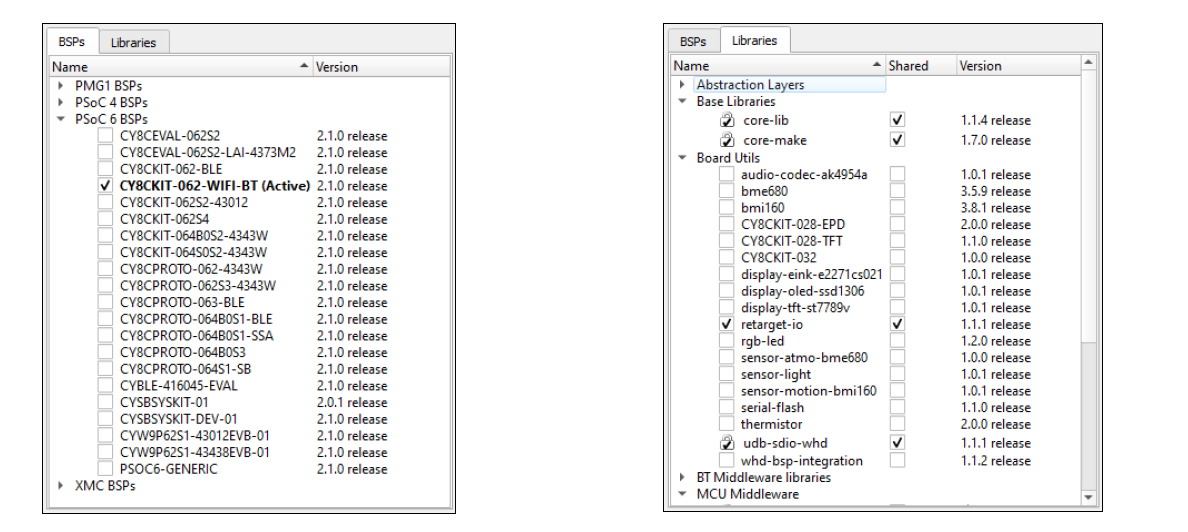 BSPs Libraries
Name Version
PMG1 BSPs
PSoC 4 BSPs
PSoC 6 BSPs
CY8CEVAL-062S2 2.1.0 release
CY8CEVAL-062S2-LAI-4373M2 2.1.0 release
CY8CKIT-062-BLE 2.1.0 release
CY8CKIT-062-WIFI-BT (Active) 2.1.0 release
CY8CKIT-062S2-43012 2.1.0 release
CY8CKIT-062S4 2.1.0 release
CY8CKIT-064B0S2-4343W 2.1.0 release
CY8CKIT-064S0S2-4343W 2.1.0 release
CY8CPROTO-062-4343W 2.1.0 release
CY8CPROTO-062S3-4343W 2.1.0 release
CY8CPROTO-063-BLE 2.1.0 release
CY8CPROTO-064B0S1-BLE 2.1.0 release
CY8CPROTO-064B0S1-SSA 2.1.0 release
CY8CPROTO-064B0S3 2.1.0 release
CY8CPROTO-064S1-SB 2.1.0 release
CYBLE-416045-EVAL 2.1.0 release
CYSBSYSKIT-01 2.0.1 release
CYSBSYSKIT-DEV-01 2.1.0 release
CYW9P62S1-43012EVB-01 2.1.0 release
CYW9P62S1-43438EVB-01 2.1.0 release
PSOC6-GENERIC 2.1.0 release
XMC BSPs
BSPs Libraries
Name Shared Version
Abstraction Layers
Base Libraries
core-lib 1.1.4 release
core-make 1.7.0 release
Board Utils
audio-codec-ak4954a 1.0.1 release
bme680 3.5.9 release
bmi160 3.8.1 release
CY8CKIT-028-EPD 2.0.0 release
CY8CKIT-028-TFT 1.1.0 release
CY8CKIT-032 1.0.0 release
display-eink-e2271cs021 1.0.1 release
display-oled-ssd1306 1.0.1 release
display-tft-st7789v 1.0.1 release
retarget-io 1.1.1 release
rgb-led 1.2.0 release
sensor-atmo-bme680 1.0.0 release
sensor-light 1.0.1 release
sensor-motion-bmi160 1.0.1 release
serial-flash 1.1.0 release
thermistor 2.0.0 release
udb-sdio-whd 1.1.1 release
whd-bsp-integration 1.1.2 release
BT Middleware libraries
MCU Middleware